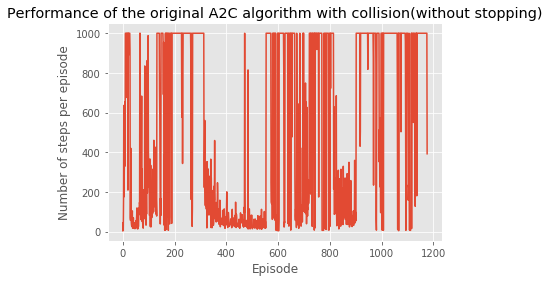 Performance of the original A2C algorithm with collision(without stopping)
Number of steps per episode
1000
800
600
400
200
0
0 200 400 600 800 1000 1200
Episode